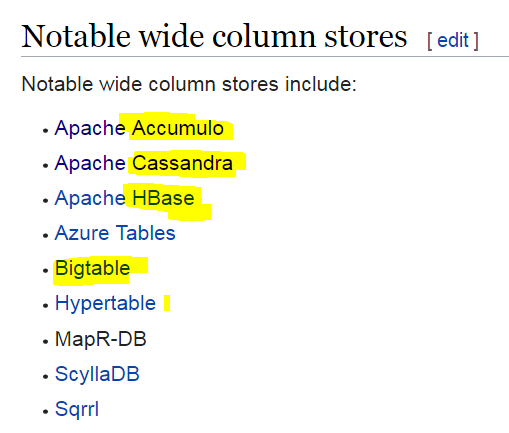 Notable wide column stores [ edit ]
Notable wide column stores include:
• Apache Accumulo
• Apache Cassandra
• Apache HBase
• Azure Tables
• Bigtable
• Hypertable
• MapR-DB
• ScyllaDB
• Sqrrl